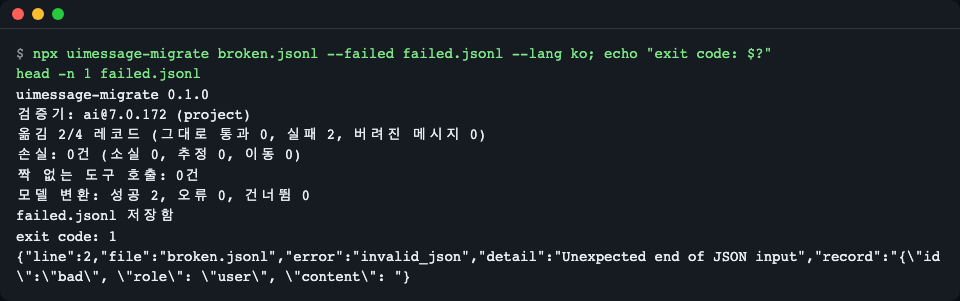 $ npx uimessage-migrate broken.jsonl --failed failed.jsonl --lang ko; echo "exit code: $?"
head -n 1 failed.jsonl
uimessage-migrate 0.1.0
검증기: ai@7.0.172 (project)
옮김 2/4 레코드 (그대로 통과 0, 실패 2, 버려진 메시지 0)
손실: 0건 (소실 0, 추정 0, 이동 0)
짝 없는 도구 호출: 0건
모델 변환: 성공 2, 오류 0, 건너뜀 0
failed.jsonl 저장함
exit code: 1
{"line":2,"file":"broken.jsonl","error":"invalid_json","detail":"Unexpected end of JSON input","record":"{\"id
\":\"bad\", \"role\": \"user\", \"content\": "}